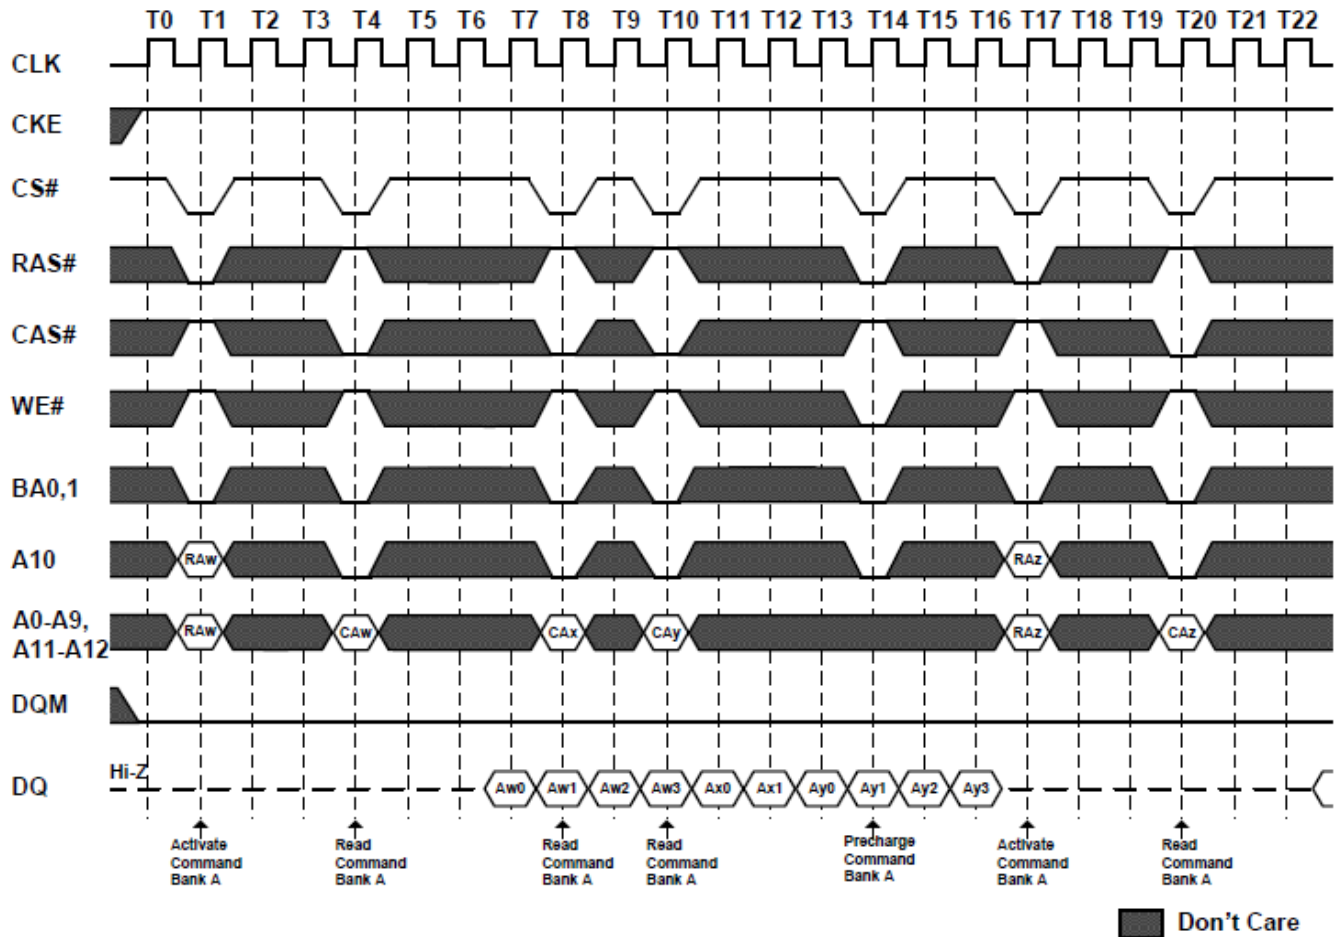 T0 T1 T2 T3 T4 T5 T6 T7 T8 T9 T10 T11 T12 T13 T14 T15 T16 T17 T18 T19 T20 T21 T22
CLK
CKE
CS#
RAS#
CAS#
WE#
BA0,1
A10 RAw RAz
A0-A9,
A11-A12 RAw CAw CAx CAy RAz CAz
DQM
Hi-Z
DQ Aw0 Aw1 Aw2 Aw3 Ax0 Ax1 Ay0 Ay1 Ay2 Ay3
Activate
Command
Bank A
Read
Command
Bank A
Read
Command
Bank A
Read
Command
Bank A
Precharge
Command
Bank A
Activate
Command
Bank A
Read
Command
Bank A
Don't Care